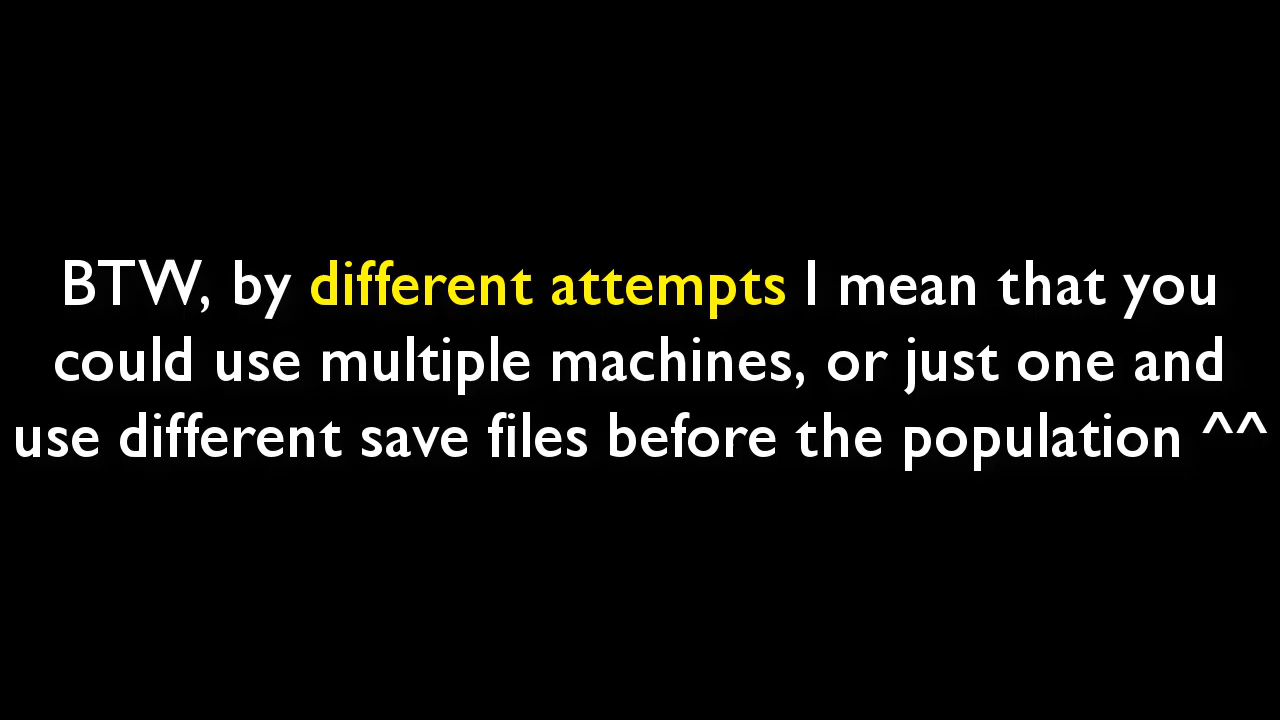 BTW, by different attempts I mean that you
could use multiple machines, or just one and
use different save files before the population ^^